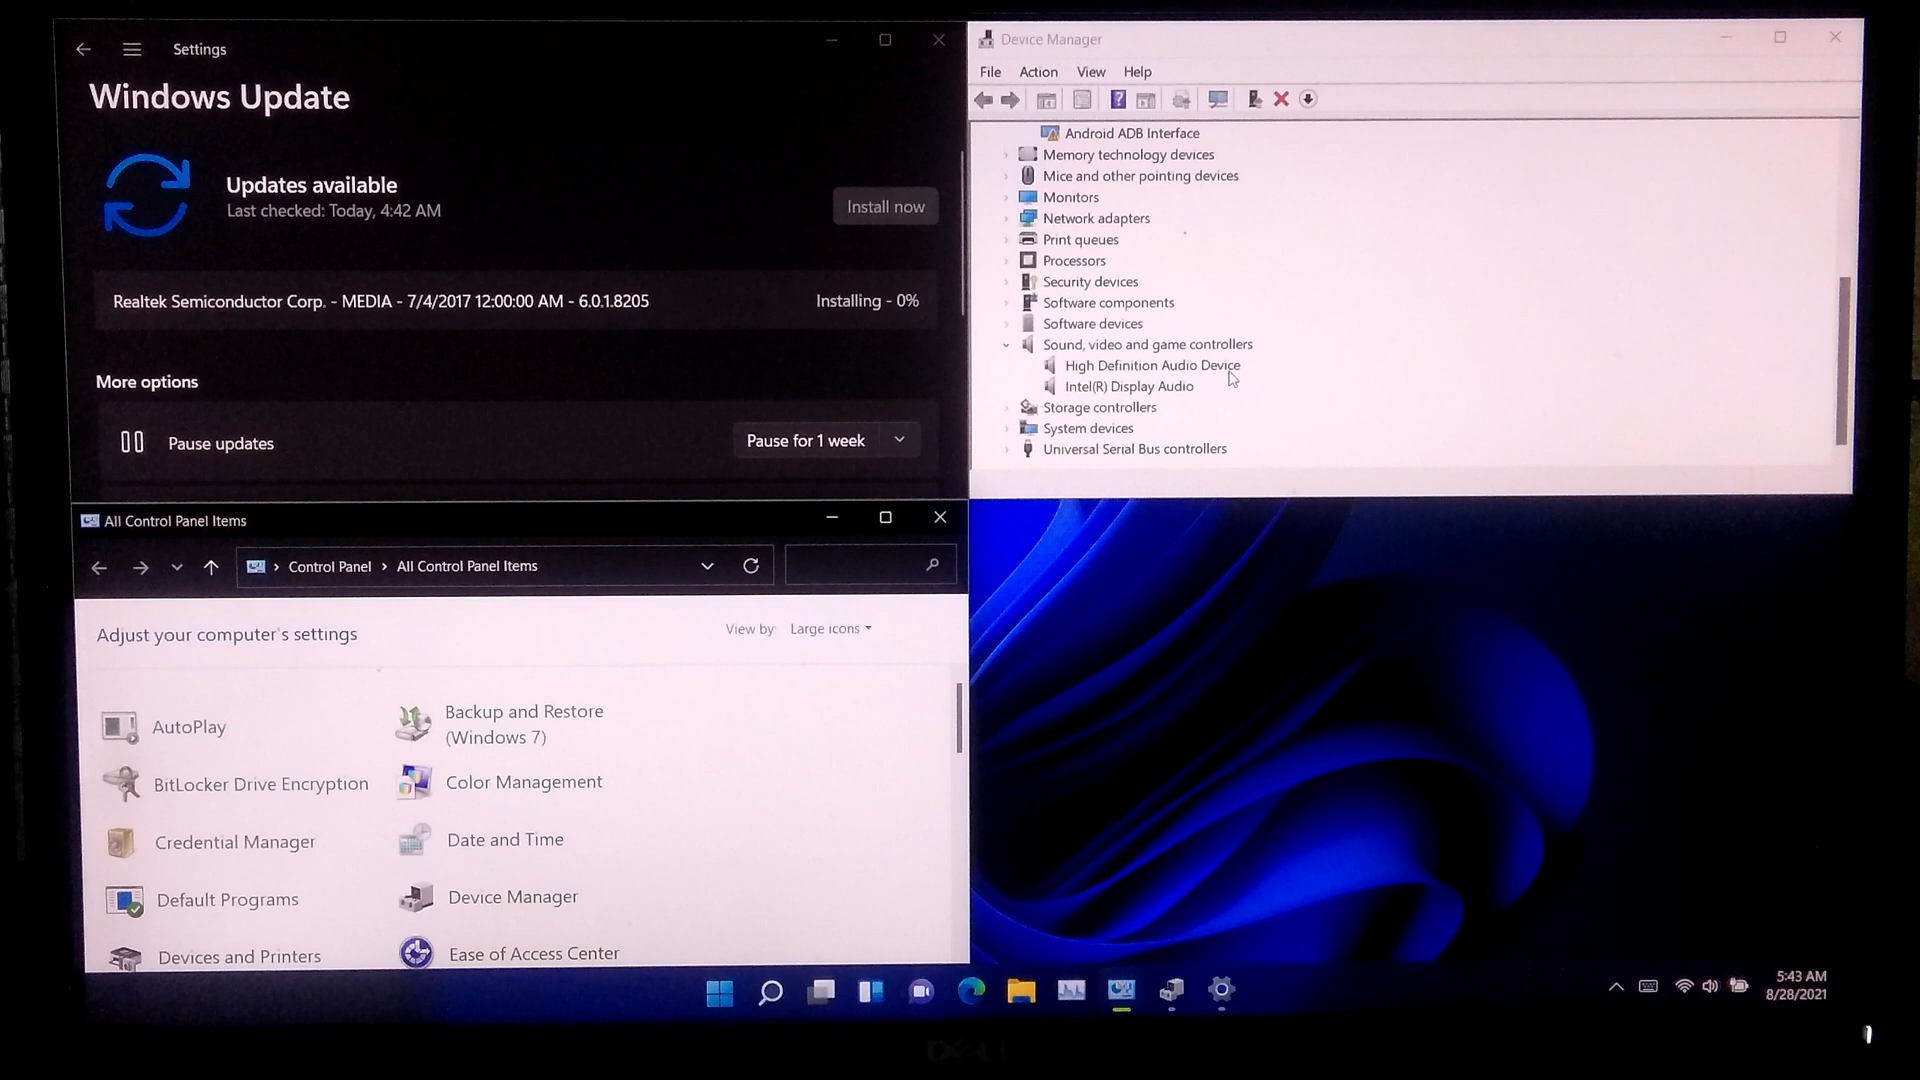 Settings
Windows Update
Updates available
Last checked: Today, 4:42 AM
Install now
Realtek Semiconductor Corp. - MEDIA - 7/4/2017 12:00:00 AM - 6.0.1.8205
Installing - 0%
More options
Pause updates
Pause for 1 week
Device Manager
File Action View Help
Android ADB Interface
Memory technology devices
Mice and other pointing devices
Monitors
Network adapters
Print queues
Processors
Security devices
Software components
Software devices
Sound, video and game controllers
High Definition Audio Device
Intel(R) Display Audio
Storage controllers
System devices
Universal Serial Bus controllers
All Control Panel Items
Control Panel > All Control Panel Items
Adjust your computer's settings
View by: Large icons
AutoPlay
Backup and Restore
(Windows 7)
BitLocker Drive Encryption
Color Management
Credential Manager
Date and Time
Default Programs
Device Manager
Devices and Printers
Ease of Access Center
5:43 AM
8/28/2021
DELL